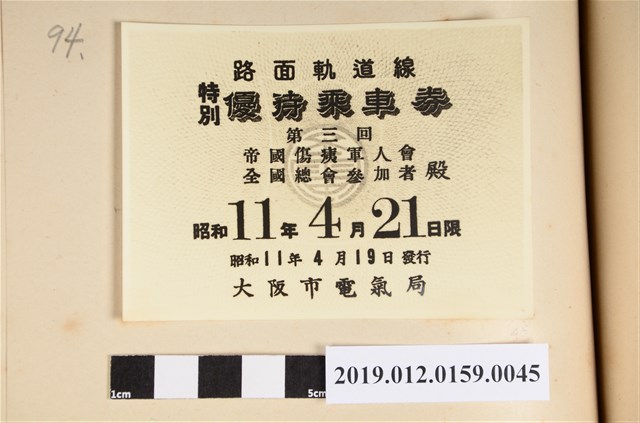 94.
路面軌道線
特別優待乘車券
第三回
帝國傷痍軍人會
全國總會參加者殿
昭和11年4月21日限
昭和11年4月19日發行
大阪市電氣局
1cm 5cm
2019.012.0159.0045